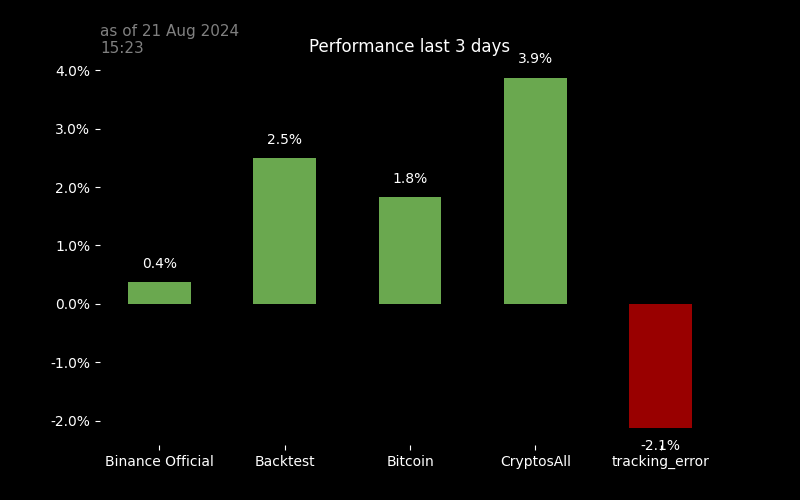 as of 21 Aug 2024
15:23
Performance last 3 days
4.0%
3.0%
2.0%
1.0%
0.0%
-1.0%
-2.0%
0.4%
2.5%
1.8%
3.9%
-2.1%
Binance Official
Backtest
Bitcoin
CryptosAll
tracking_error